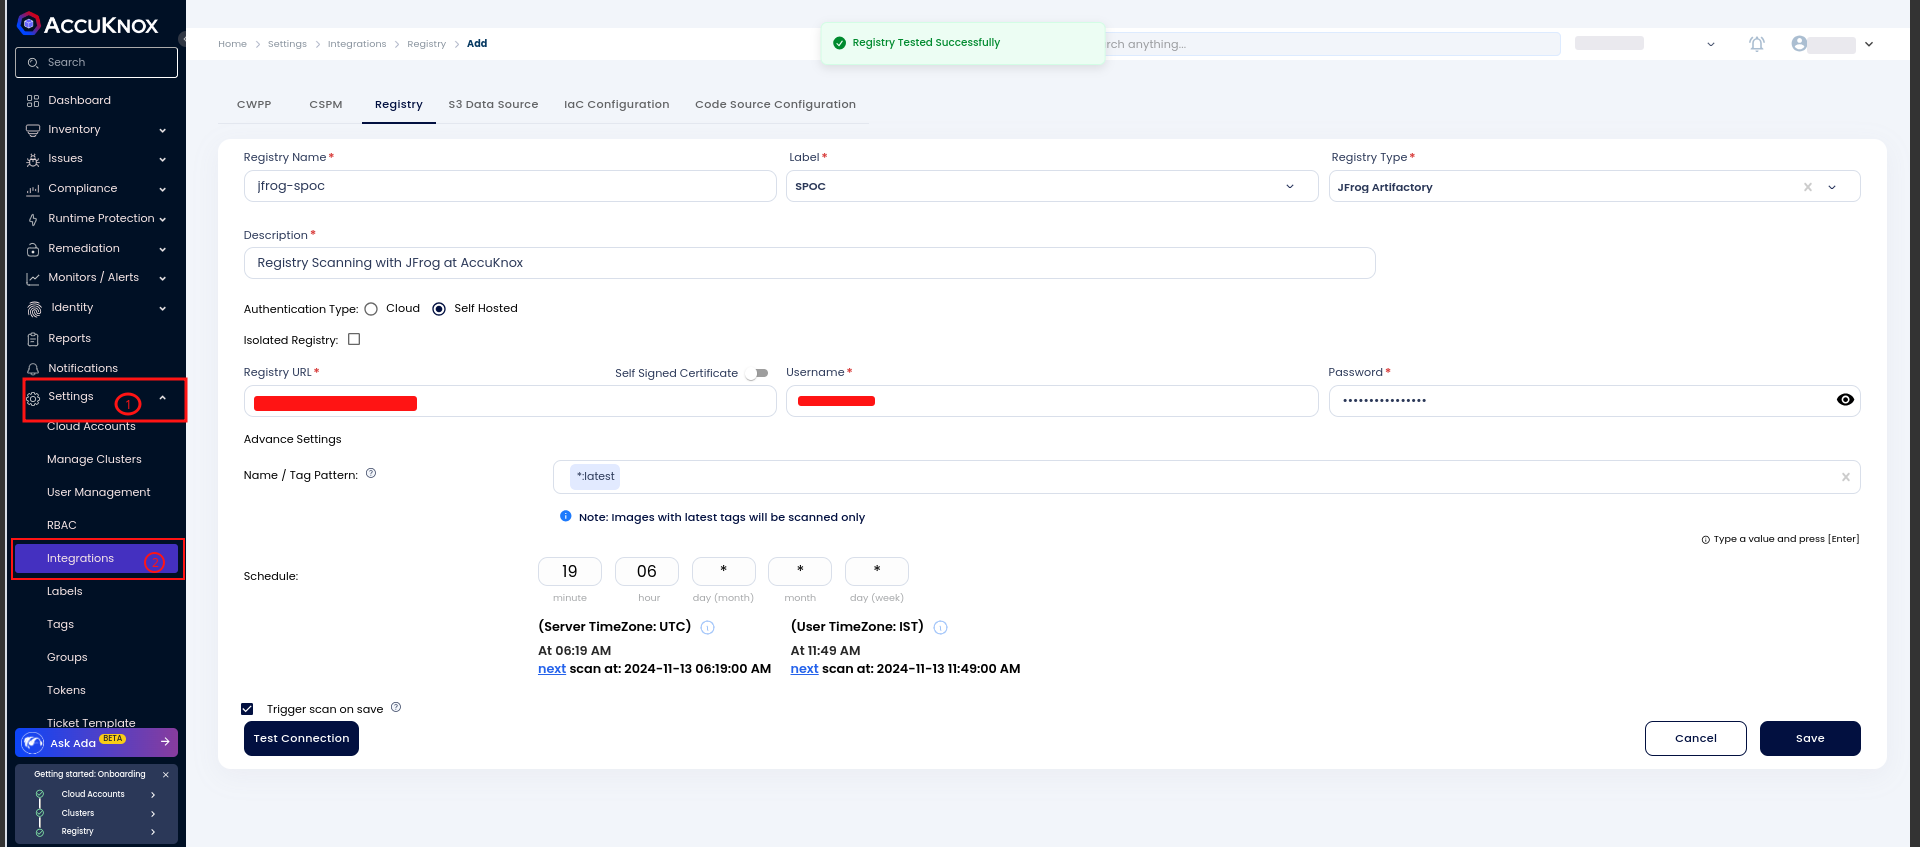 ACCUKNOX
Search
Dashboard
Inventory
Issues
Compliance
Runtime Protection
Remediation
Monitors / Alerts
Identity
Reports
Notifications
Settings
1
Cloud Accounts
Manage Clusters
User Management
RBAC
Integrations
2
Labels
Tags
Groups
Tokens
Ticket Template
Ask Ada BETA
Getting started: Onboarding
Cloud Accounts
Clusters
Registry
Home > Settings > Integrations > Registry > Add
Registry Tested Successfully
rch anything...
CWPP CSPM Registry S3 Data Source IaC Configuration Code Source Configuration
Registry Name* Label* Registry Type*
jfrog-spoc SPOC JFrog Artifactory
Description*
Registry Scanning with JFrog at AccuKnox
Authentication Type: Cloud Self Hosted
Isolated Registry:
Registry URL* Self Signed Certificate Username* Password*
••••••••••••••••
Advance Settings
Name / Tag Pattern: *:latest
Note: Images with latest tags will be scanned only
Type a value and press [Enter]
Schedule: 19 06 * * *
minute hour day (month) month day (week)
(Server TimeZone: UTC) (User TimeZone: IST)
At 06:19 AM At 11:49 AM
next scan at: 2024-11-13 06:19:00 AM next scan at: 2024-11-13 11:49:00 AM
Trigger scan on save
Test Connection Cancel Save